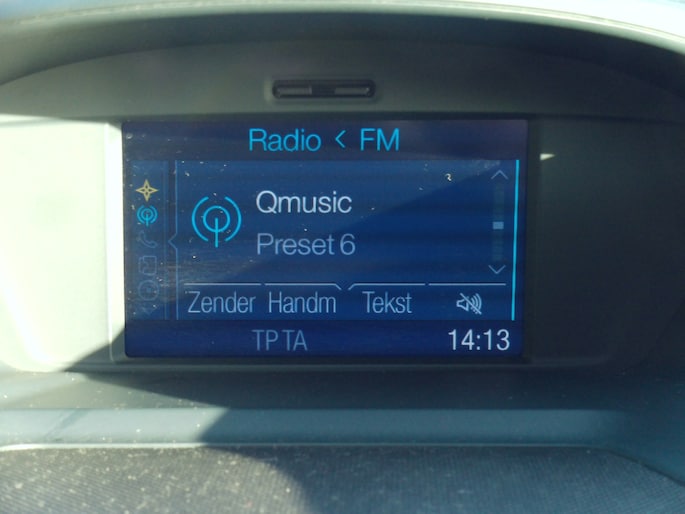 Radio < FM
Qmusic
Preset 6
Zender Handm Tekst
TP TA 14:13